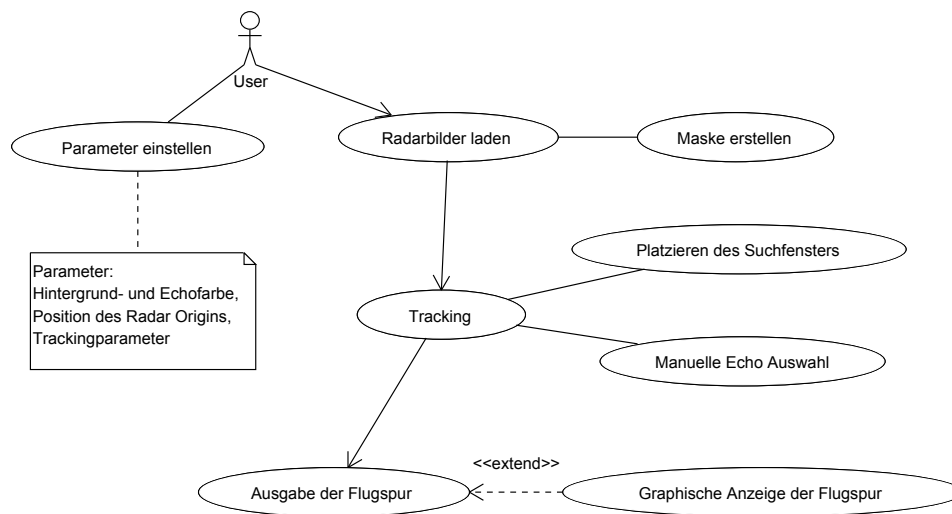 User
Parameter einstellen
Radarbilder laden
Maske erstellen
Parameter:
Hintergrund- und Echofarbe,
Position des Radar Origins,
Trackingparameter
Platzieren des Suchfensters
Tracking
Manuelle Echo Auswahl
<<extend>>
Ausgabe der Flugspur
Graphische Anzeige der Flugspur